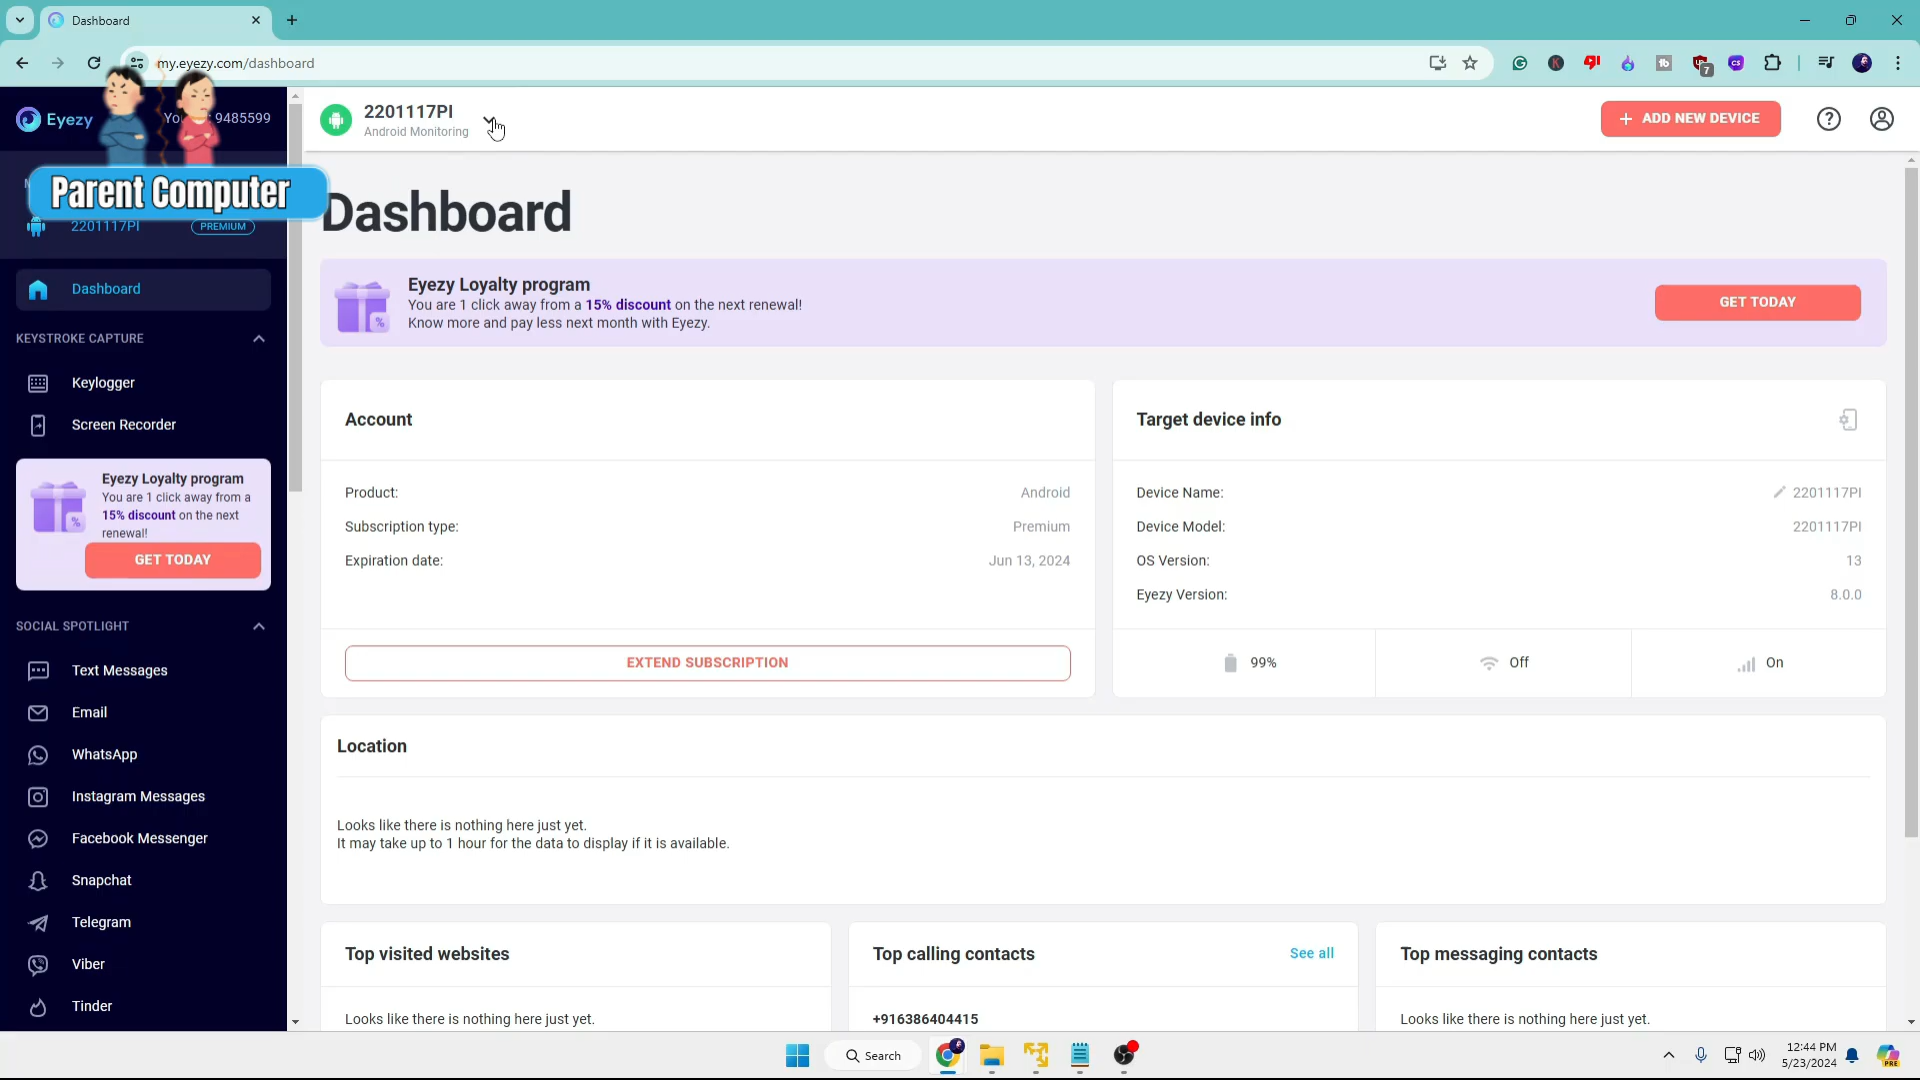 Dashboard
my.eyezy.com/dashboard
7
Eyezy
9485599
2201117PI
Android Monitoring
ADD NEW DEVICE
Parent Computer
2201117PI
PREMIUM
Dashboard
KEYSTROKE CAPTURE
Keylogger
Screen Recorder
Eyezy Loyalty program
You are 1 click away from a
15% discount on the next
renewal!
GET TODAY
SOCIAL SPOTLIGHT
Text Messages
Email
WhatsApp
Instagram Messages
Facebook Messenger
Snapchat
Telegram
Viber
Tinder
Dashboard
Eyezy Loyalty program
You are 1 click away from a 15% discount on the next renewal!
Know more and pay less next month with Eyezy.
GET TODAY
Account
Product:
Android
Subscription type:
Premium
Expiration date:
Jun 13, 2024
EXTEND SUBSCRIPTION
Target device info
Device Name:
2201117PI
Device Model:
2201117PI
OS Version:
13
Eyezy Version:
8.0.0
99%
Off
On
Location
Looks like there is nothing here just yet.
It may take up to 1 hour for the data to display if it is available.
Top visited websites
Looks like there is nothing here just yet.
Top calling contacts
See all
+916386404415
Top messaging contacts
Looks like there is nothing here just yet.
Search
12:44 PM
5/23/2024
PRE